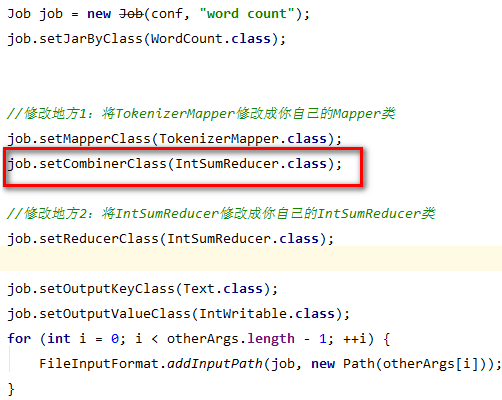 Job job = new Job(conf, "word count");
job.setJarByClass(WordCount.class);
//修改地方1: 将TokenizerMapper修改成你自己的Mapper类
job.setMapperClass(TokenizerMapper.class);
job.setCombinerClass(IntSumReducer.class);
//修改地方2: 将IntSumReducer修改成你自己的IntSumReducer类
job.setReducerClass(IntSumReducer.class);
job.setOutputKeyClass(Text.class);
job.setOutputValueClass(IntWritable.class);
for (int i = 0; i < otherArgs.length - 1; ++i) {
    FileInputFormat.addInputPath(job, new Path(otherArgs[i]));
}